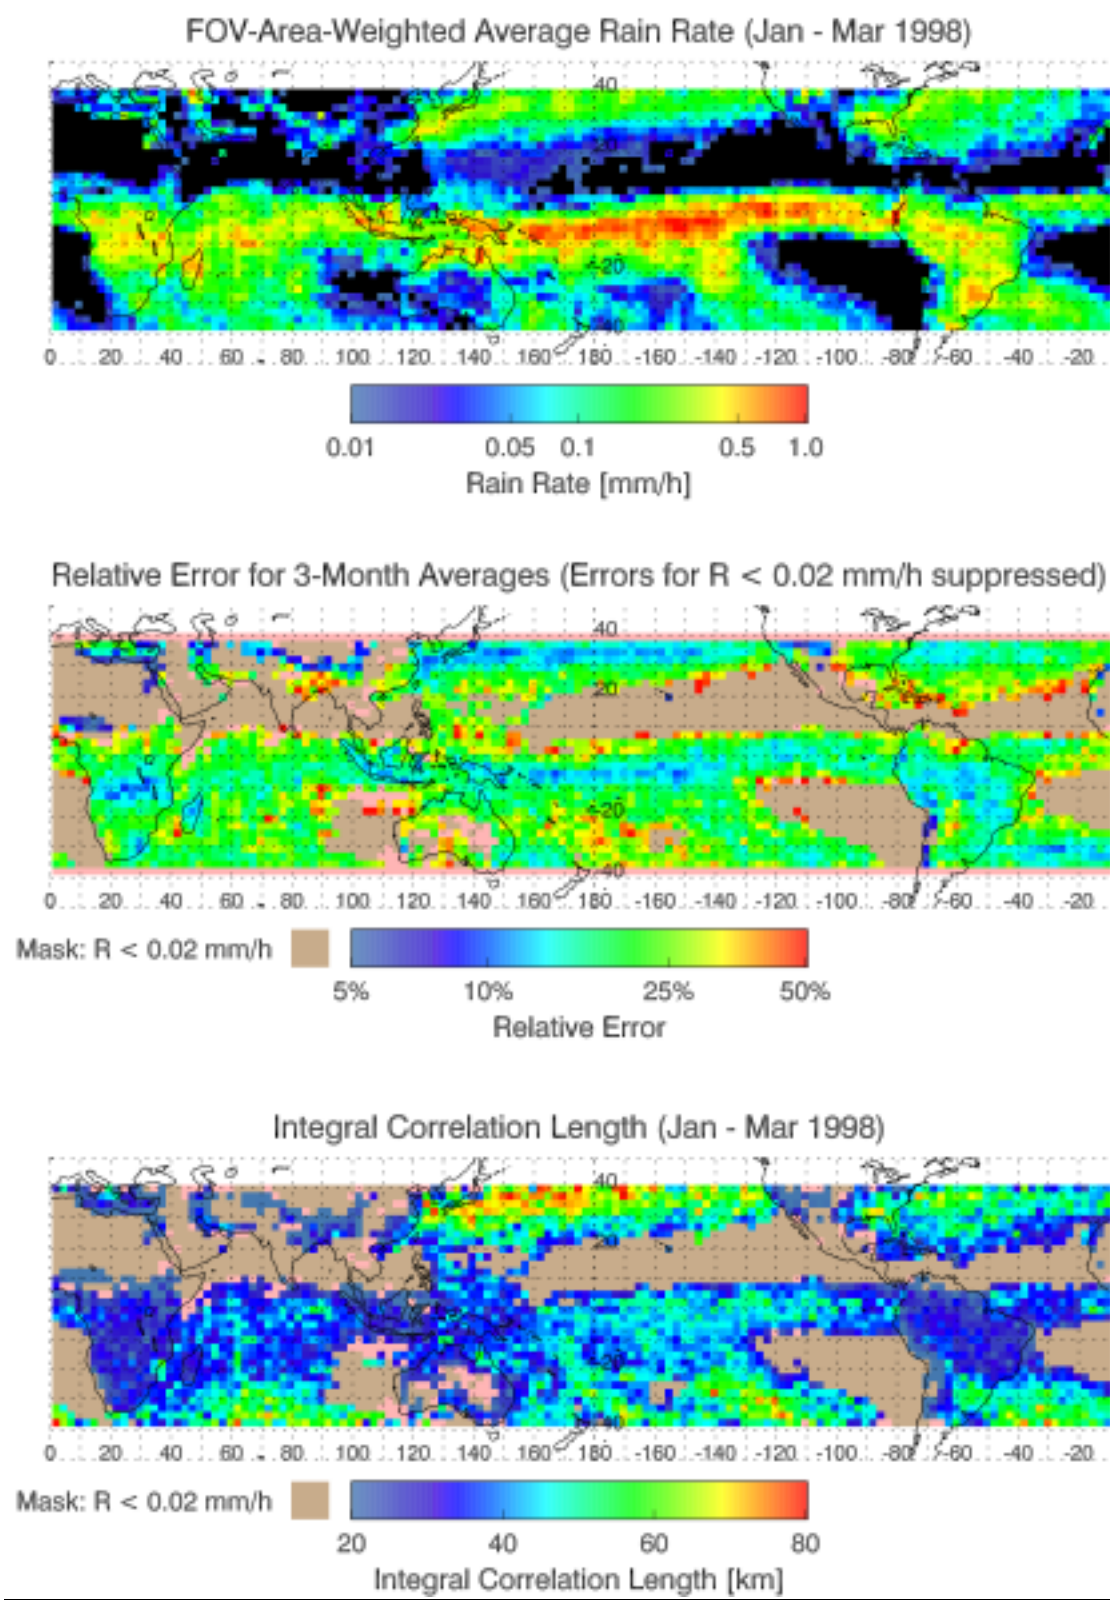 FOV-Area-Weighted Average Rain Rate (Jan - Mar 1998)
40
20
-20
-40
0 20 40 60 80 100 120 140 160 180 -160 -140 -120 -100 -80 -60 -40 -20
0.01 0.05 0.1 0.5 1.0
Rain Rate [mm/h]
Relative Error for 3-Month Averages (Errors for R < 0.02 mm/h suppressed)
40
20
-20
-40
0 20 40 60 80 100 120 140 160 180 -160 -140 -120 -100 -80 -60 -40 -20
Mask: R < 0.02 mm/h
5% 10% 25% 50%
Relative Error
Integral Correlation Length (Jan - Mar 1998)
40
20
-20
-40
0 20 40 60 80 100 120 140 160 180 -160 -140 -120 -100 -80 -60 -40 -20
Mask: R < 0.02 mm/h
20 40 60 80
Integral Correlation Length [km]